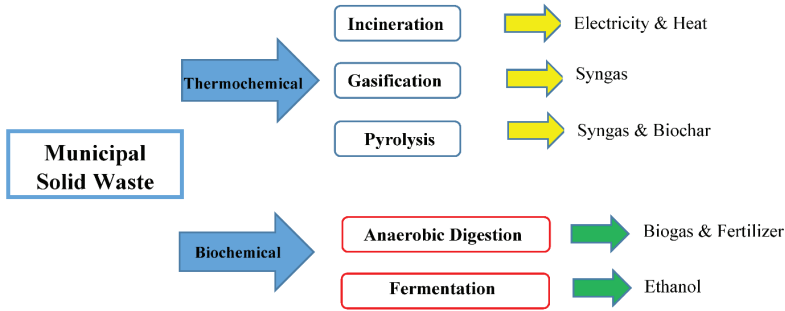 Municipal
Solid Waste
Thermochemical
Incineration
Electricity & Heat
Gasification
Syngas
Pyrolysis
Syngas & Biochar
Biochemical
Anaerobic Digestion
Biogas & Fertilizer
Fermentation
Ethanol